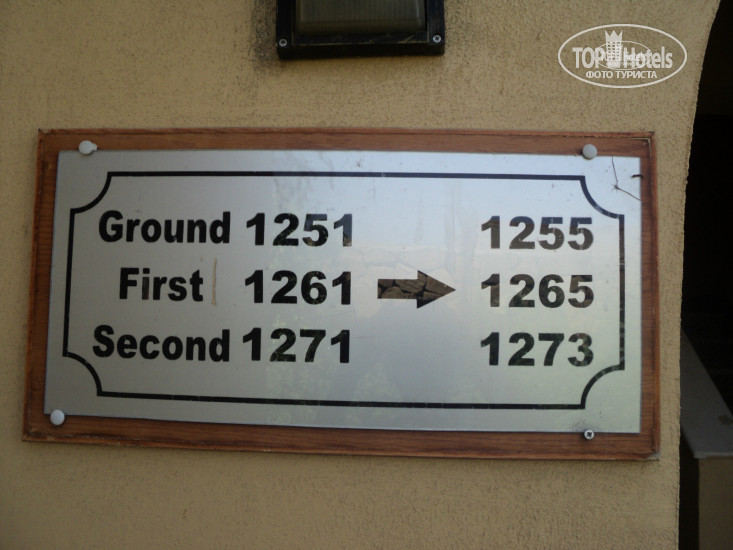 TOP Hotels
ФОТО ТУРИСТА
Ground 1251 1255
First 1261 → 1265
Second 1271 1273